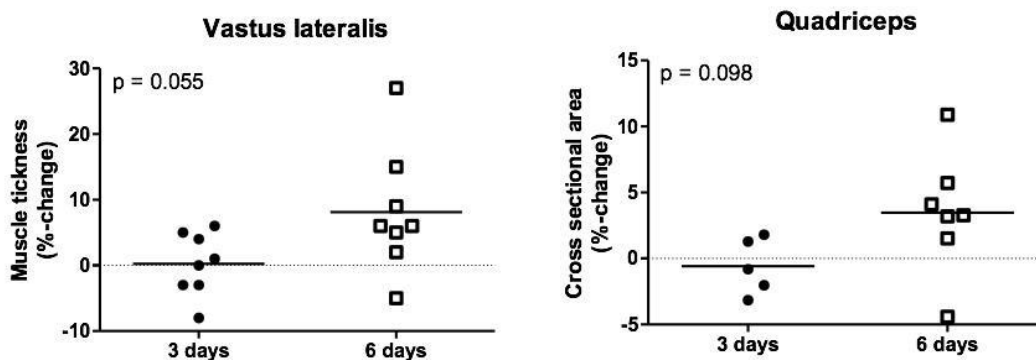 Vastus lateralis
p = 0.055
Muscle tickness
(%-change)
30
20
10
0
-10
3 days
6 days
Quadriceps
p = 0.098
Cross sectional area
(%-change)
15
10
5
0
-5
3 days
6 days